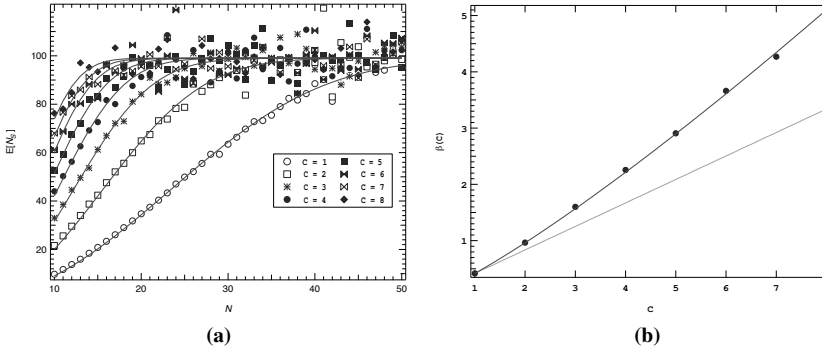 100
80
60
40
20
10
20
30
40
50
E[N_S]
N
C = 1
C = 2
C = 3
C = 4
C = 5
C = 6
C = 7
C = 8
(a)
5
4
3
2
1
1
2
3
4
5
6
7
β(C)
C
(b)